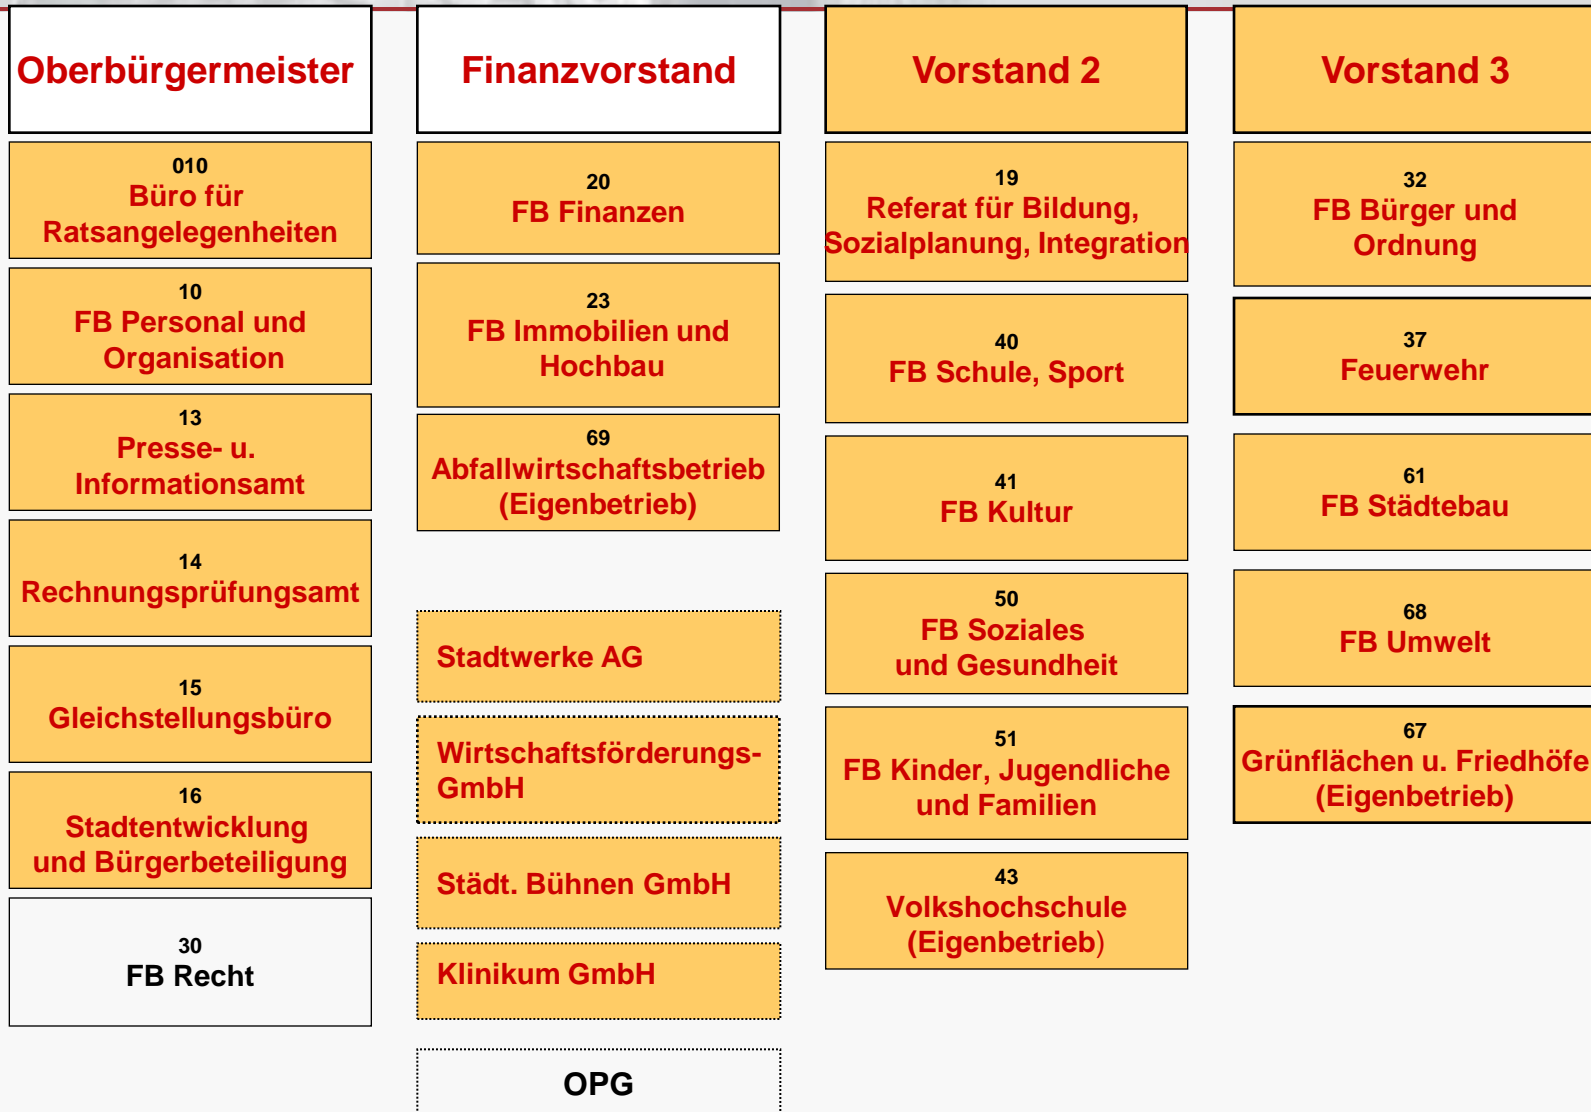 Oberbürgermeister
010
Büro für
Ratsangelegenheiten
10
FB Personal und
Organisation
13
Presse- u.
Informationsamt
14
Rechnungsprüfungsamt
15
Gleichstellungsbüro
16
Stadtentwicklung
und Bürgerbeteiligung
30
FB Recht
Finanzvorstand
20
FB Finanzen
23
FB Immobilien und
Hochbau
69
Abfallwirtschaftsbetrieb
(Eigenbetrieb)
Stadtwerke AG
Wirtschaftsförderungs-
GmbH
Städt. Bühnen GmbH
Klinikum GmbH
OPG
Vorstand 2
19
Referat für Bildung,
Sozialplanung, Integration
40
FB Schule, Sport
41
FB Kultur
50
FB Soziales
und Gesundheit
51
FB Kinder, Jugendliche
und Familien
43
Volkshochschule
(Eigenbetrieb)
Vorstand 3
32
FB Bürger und
Ordnung
37
Feuerwehr
61
FB Städtebau
68
FB Umwelt
67
Grünflächen u. Friedhöfe
(Eigenbetrieb)